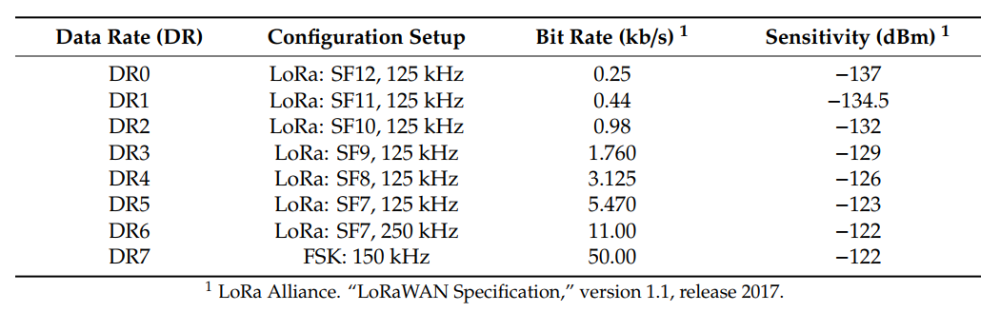 Data Rate (DR) Configuration Setup Bit Rate (kb/s) 1 Sensitivity (dBm) 1
DR0 LoRa: SF12, 125 kHz 0.25 −137
DR1 LoRa: SF11, 125 kHz 0.44 −134.5
DR2 LoRa: SF10, 125 kHz 0.98 −132
DR3 LoRa: SF9, 125 kHz 1.760 −129
DR4 LoRa: SF8, 125 kHz 3.125 −126
DR5 LoRa: SF7, 125 kHz 5.470 −123
DR6 LoRa: SF7, 250 kHz 11.00 −122
DR7 FSK: 150 kHz 50.00 −122
1 LoRa Alliance. “LoRaWAN Specification,” version 1.1, release 2017.